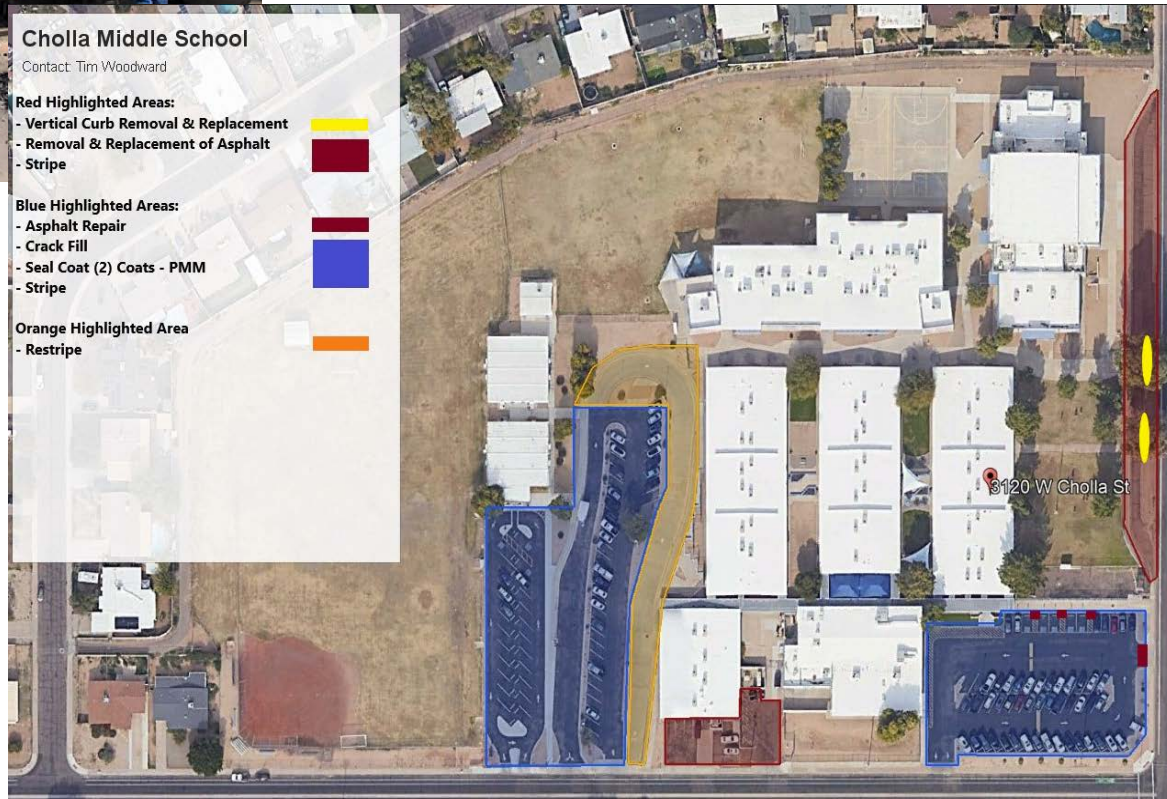 Cholla Middle School
Contact: Tim Woodward
Red Highlighted Areas:
- Vertical Curb Removal & Replacement
- Removal & Replacement of Asphalt
- Stripe
Blue Highlighted Areas:
- Asphalt Repair
- Crack Fill
- Seal Coat (2) Coats - PMM
- Stripe
Orange Highlighted Area
- Restripe
3120 W Cholla St